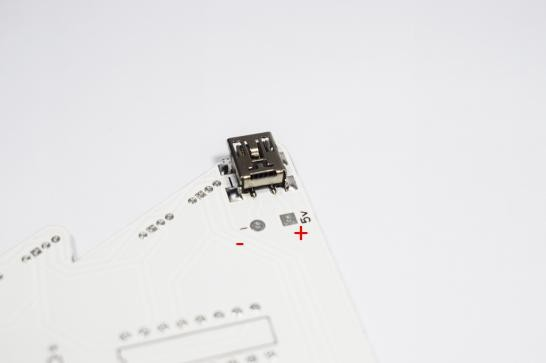 - 5v
- +